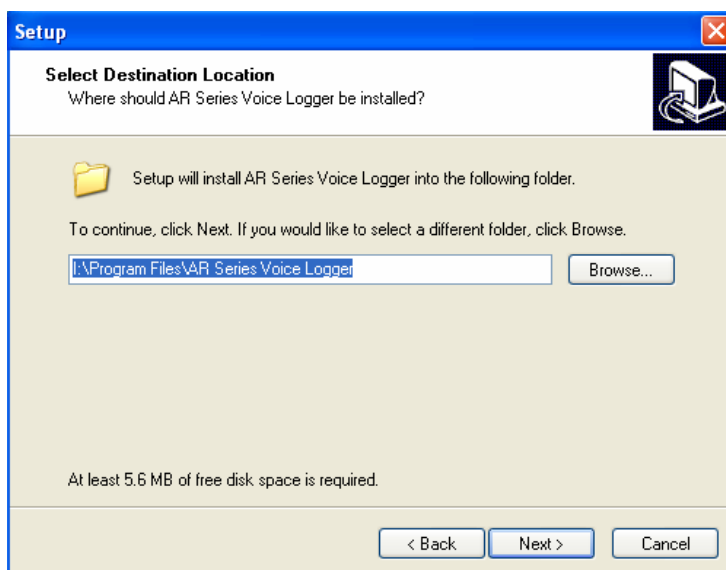 Setup
Select Destination Location
Where should AR Series Voice Logger be installed?
Setup will install AR Series Voice Logger into the following folder.
To continue, click Next. If you would like to select a different folder, click Browse.
I:\Program Files\AR Series Voice Logger
Browse...
At least 5.6 MB of free disk space is required.
< Back
Next >
Cancel